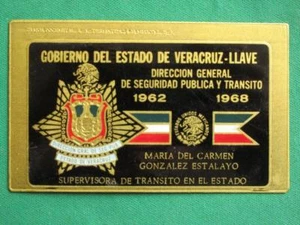 GOBIERNO DEL ESTADO DE VERACRUZ-LLAVE
DIRECCION GENERAL
DE SEGURIDAD PUBLICA Y TRANSITO
1962 1968
MARIA DEL CARMEN
GONZALEZ ESTALAYO
SUPERVISORA DE TRANSITO EN EL ESTADO